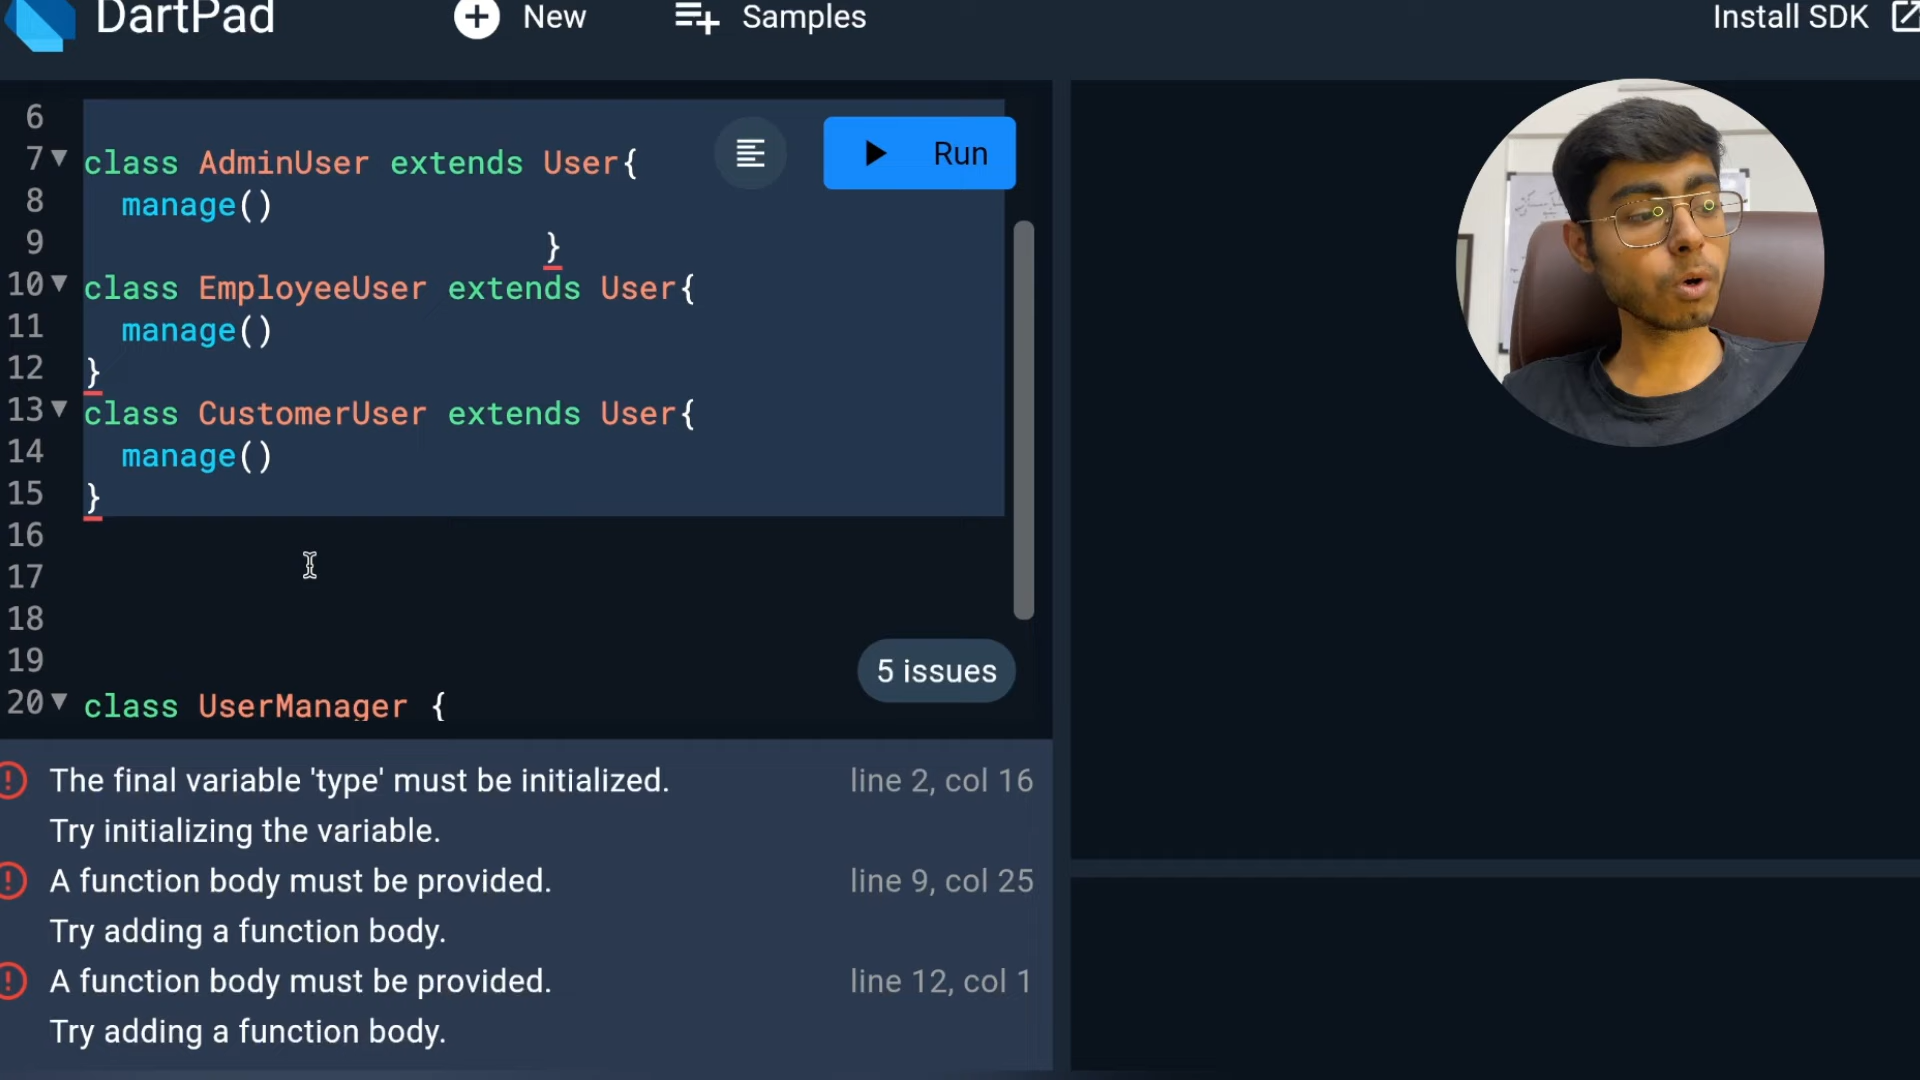 DartPad
New
Samples
Install SDK
6
7 class AdminUser extends User{
Run
8 manage()
9 }
10 class EmployeeUser extends User{
11 manage()
12 }
13 class CustomerUser extends User{
14 manage()
15 }
16
17
18
19
5 issues
20 class UserManager {
The final variable 'type' must be initialized. line 2, col 16
Try initializing the variable.
A function body must be provided. line 9, col 25
Try adding a function body.
A function body must be provided. line 12, col 1
Try adding a function body.